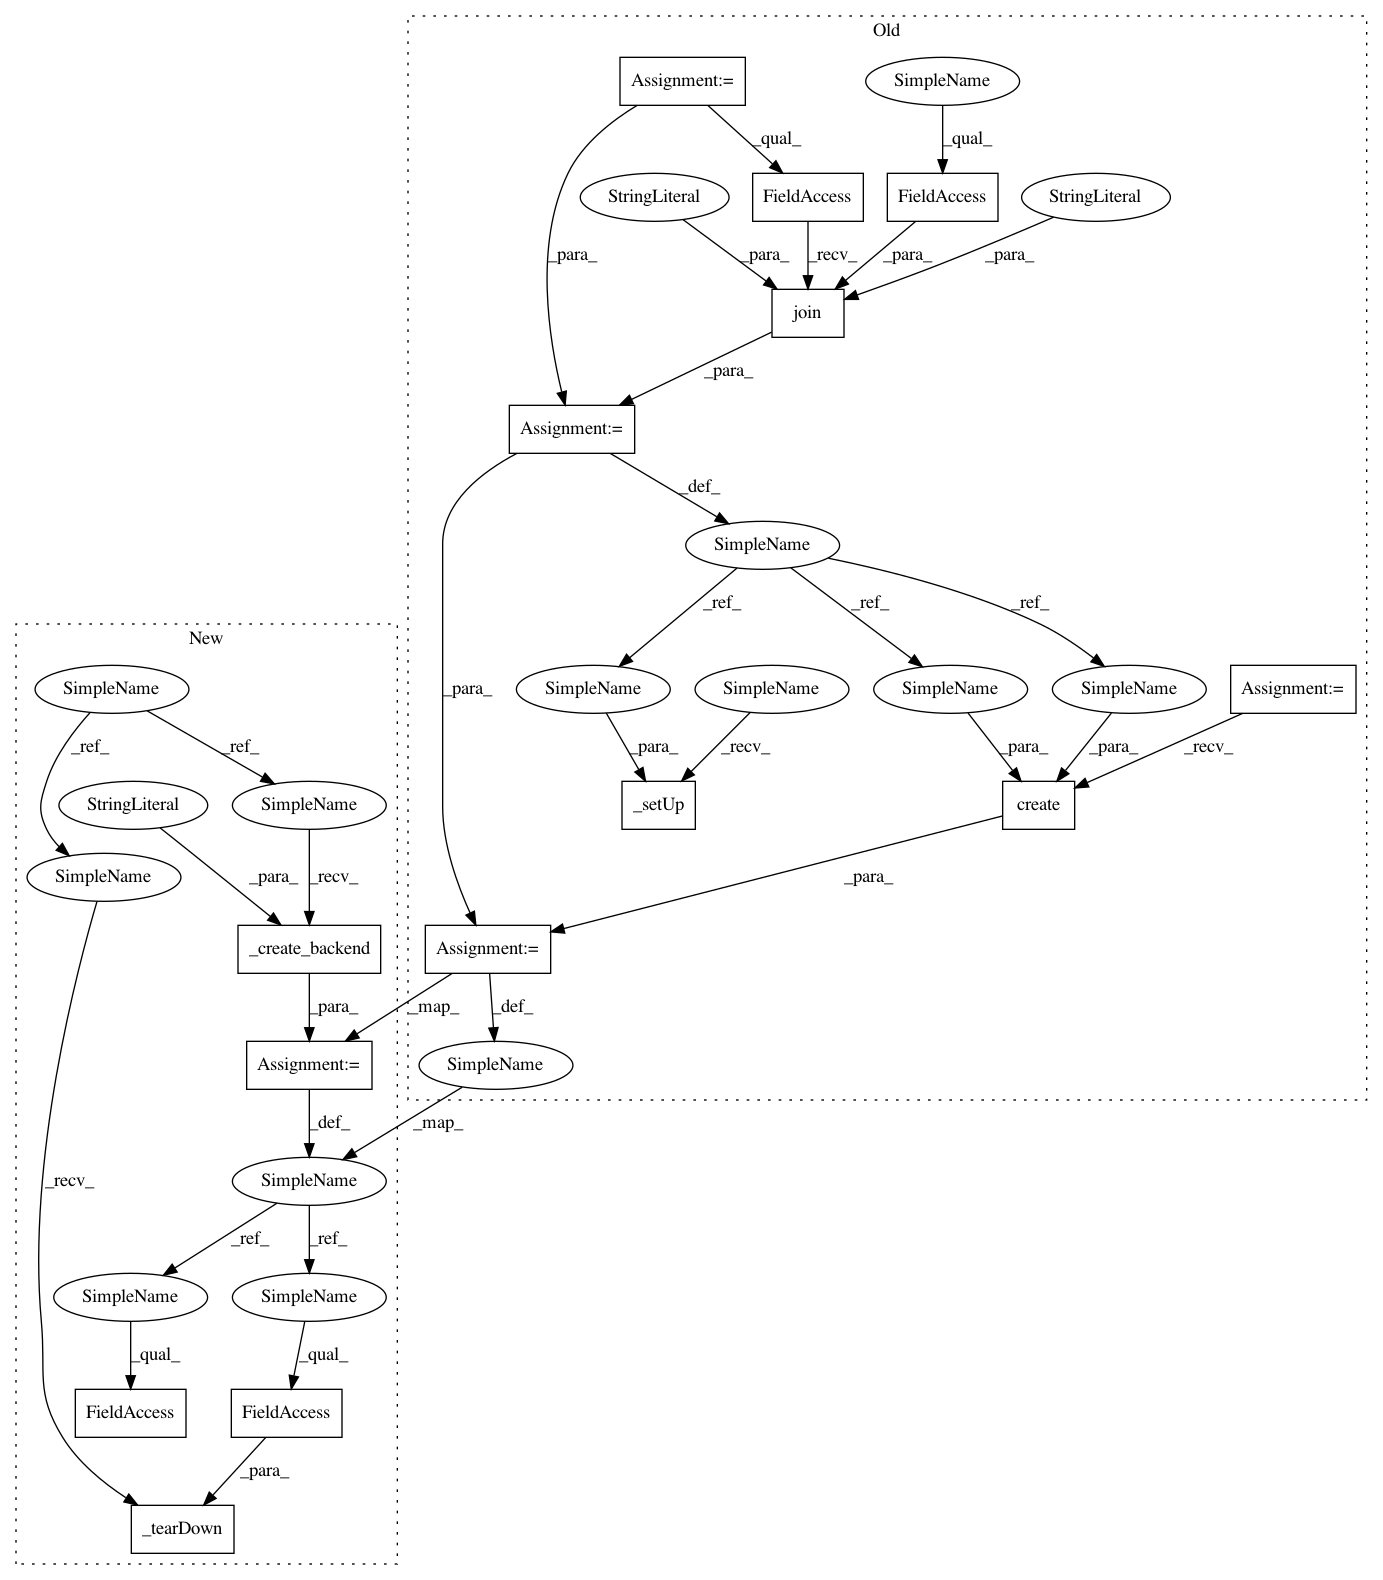 Old
Assignment:=
SimpleName
_qual_
_qual_
StringLiteral
FieldAccess
FieldAccess
StringLiteral
_para_
_para_
_recv_
_para_
_para_
join
_para_
Assignment:=
_def_
SimpleName
_ref_
_ref_
_ref_
New
SimpleName
_para_
SimpleName
SimpleName
SimpleName
SimpleName
Assignment:=
_ref_
_ref_
_para_
_recv_
_para_
_para_
_recv_
StringLiteral
SimpleName
_setUp
create
SimpleName
_para_
_recv_
_para_
_create_backend
Assignment:=
_para_
_map_
_def_
Assignment:=
SimpleName
_def_
_map_
_recv_
SimpleName
_ref_
_ref_
SimpleName
SimpleName
_qual_
_qual_
FieldAccess
FieldAccess
_para_
_tearDown